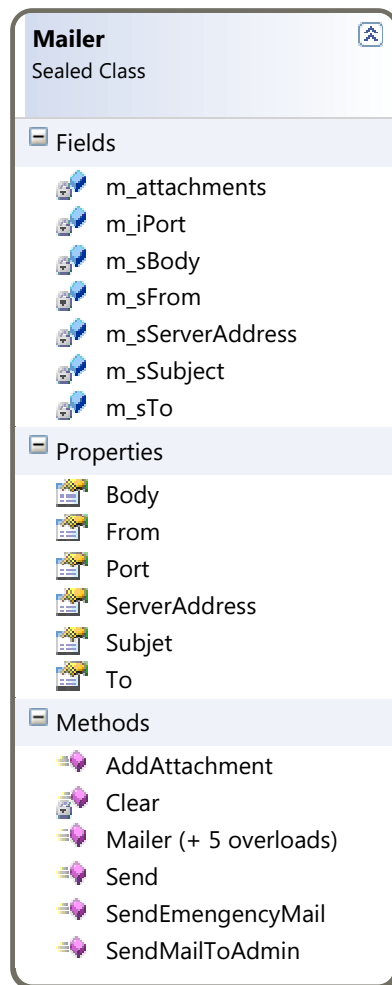 Mailer
Sealed Class
Fields
m_attachments
m_iPort
m_sBody
m_sFrom
m_sServerAddress
m_sSubject
m_sTo
Properties
Body
From
Port
ServerAddress
Subjet
To
Methods
AddAttachment
Clear
Mailer (+ 5 overloads)
Send
SendEmengencyMail
SendMailToAdmin